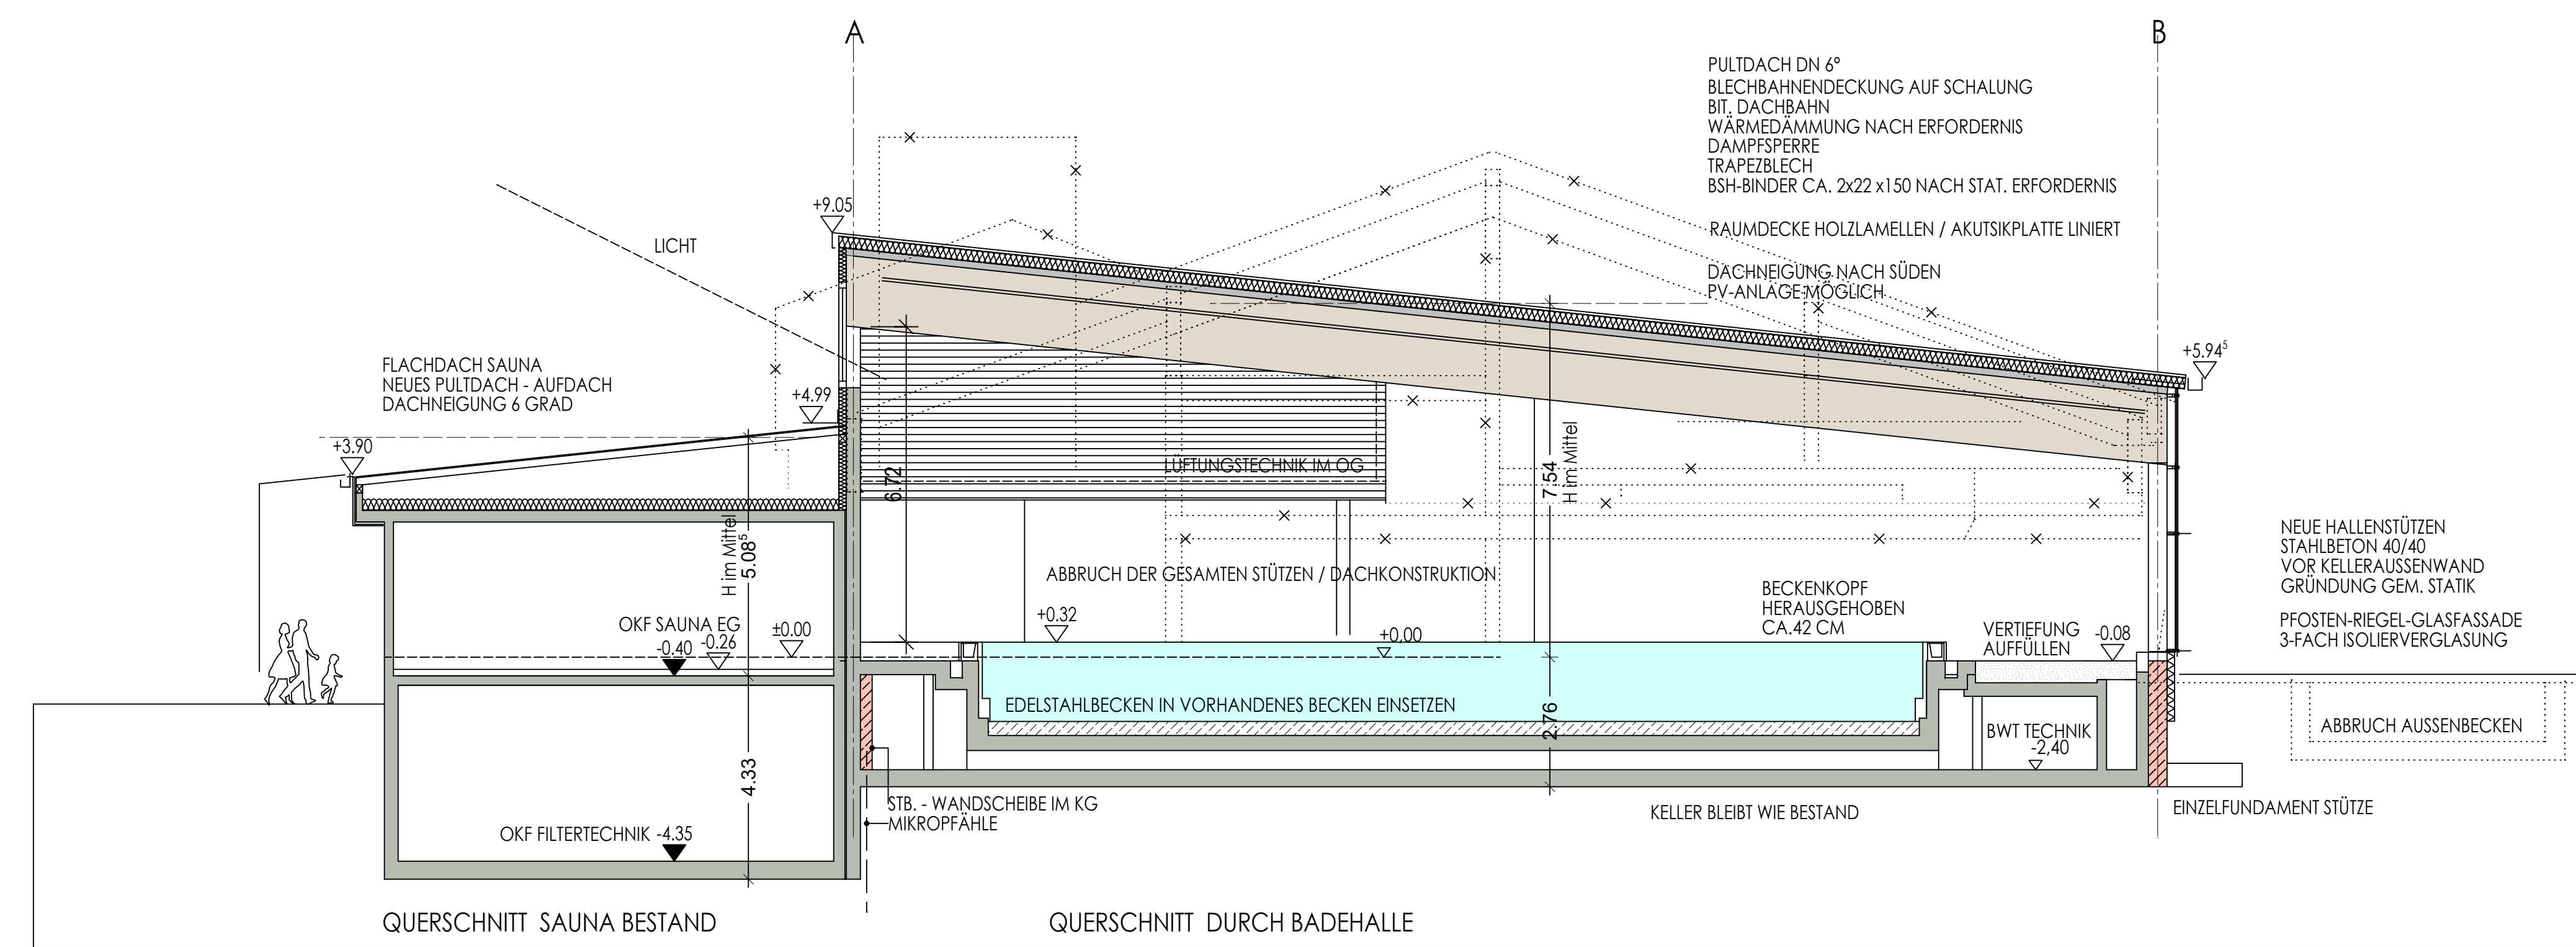 A
B
PULTDACH DN 6°
BLECHBAHNENDECKUNG AUF SCHALUNG
BIT. DACHBAHN
WÄRMEDÄMMUNG NACH ERFORDERNIS
DAMPFSPERRE
TRAPEZBLECH
BSH-BINDER CA. 2x22 x150 NACH STAT. ERFORDERNIS
RAUMDECKE HOLZLAMELLEN / AKUTSIKPLATTE LINIERT
DACHNEIGUNG NACH SÜDEN
PV-ANLAGE MÖGLICH
+9.05
LICHT
FLACHDACH SAUNA
NEUES PULTDACH - AUFDACH
DACHNEIGUNG 6 GRAD
+4.99
+3.90
+5.94⁵
LÜFTUNGSTECHNIK IM OG
6.72
7.54
H im Mittel
H im Mittel
5.08⁵
NEUE HALLENSTÜTZEN
STAHLBETON 40/40
VOR KELLERAUSSENWAND
GRÜNDUNG GEM. STATIK
PFOSTEN-RIEGEL-GLASFASSADE
3-FACH ISOLIERVERGLASUNG
ABBRUCH DER GESAMTEN STÜTZEN / DACHKONSTRUKTION
BECKENKOPF
HERAUSGEHOBEN
CA.42 CM
OKF SAUNA EG
-0.40
-0.26
±0.00
+0.32
+0,00
VERTIEFUNG
AUFFÜLLEN
-0.08
EDELSTAHLBECKEN IN VORHANDENES BECKEN EINSETZEN
2.76
BWT TECHNIK
-2,40
ABBRUCH AUSSENBECKEN
4.33
STB. - WANDSCHEIBE IM KG
MIKROPFÄHLE
KELLER BLEIBT WIE BESTAND
EINZELFUNDAMENT STÜTZE
OKF FILTERTECHNIK -4.35
QUERSCHNITT SAUNA BESTAND
QUERSCHNITT DURCH BADEHALLE